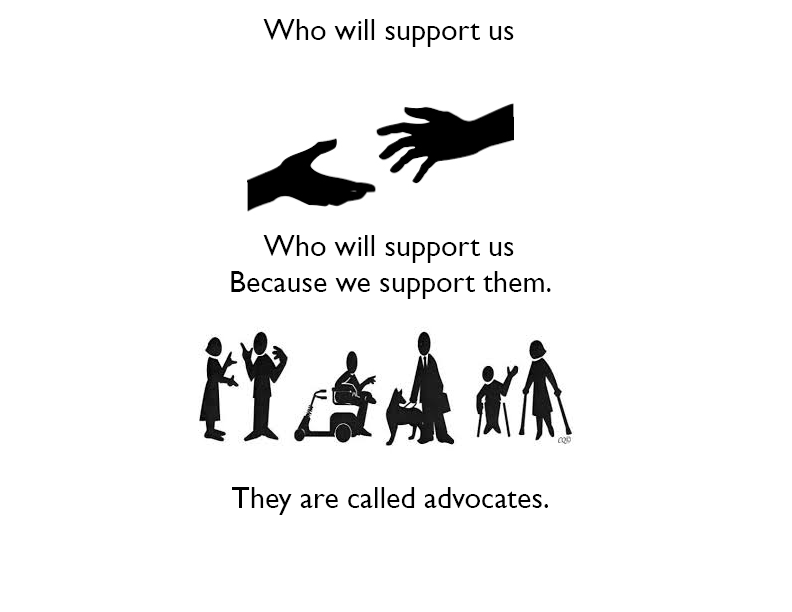 Who will support us
Who will support us
Because we support them.
They are called advocates.